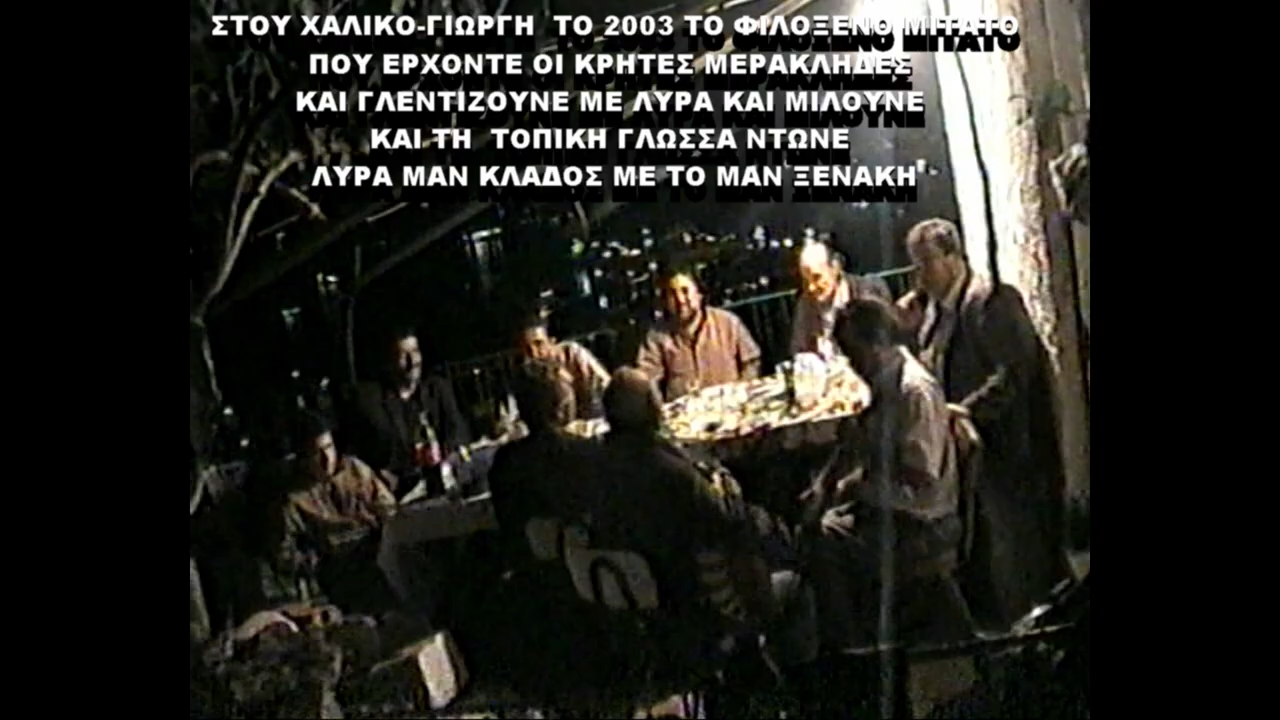 ΣΤΟΥ ΧΑΛΙΚΟ-ΓΙΩΡΓΗ ΤΟ 2003 ΤΟ ΦΙΛΟΞΕΝΟ ΜΙΤΑΤΟ
ΠΟΥ ΕΡΧΟΝΤΕ ΟΙ ΚΡΗΤΕΣ ΜΕΡΑΚΛΗΔΕΣ
ΚΑΙ ΓΛΕΝΤΙΖΟΥΝΕ ΜΕ ΛΥΡΑ ΚΑΙ ΜΙΛΟΥΝΕ
ΚΑΙ ΤΗ ΤΟΠΙΚΗ ΓΛΩΣΣΑ ΝΤΩΝΕ
ΛΥΡΑ ΜΑΝ ΚΛΑΔΟΣ ΜΕ ΤΟ ΜΑΝ ΞΕΝΑΚΗ